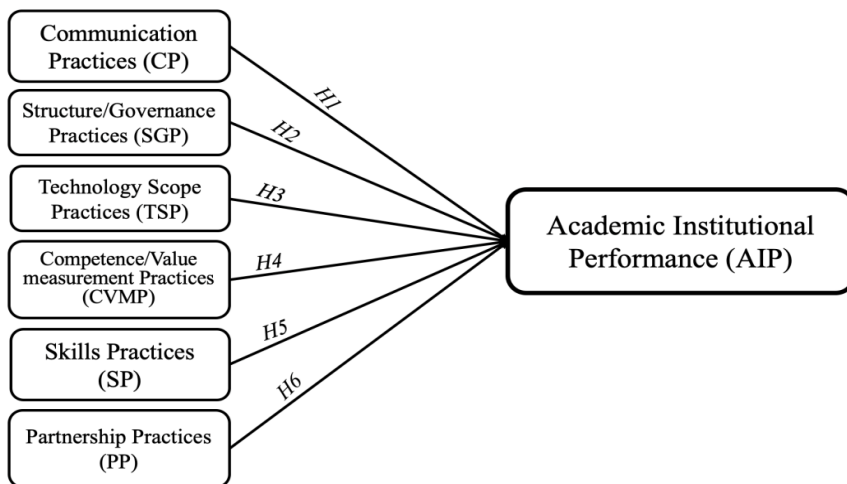 Communication
Practices (CP)
H1
Structure/Governance
Practices (SGP)
H2
Technology Scope
Practices (TSP)
H3
Competence/Value
measurement Practices
(CVMP)
H4
Skills Practices
(SP)
H5
Partnership Practices
(PP)
H6
Academic Institutional
Performance (AIP)